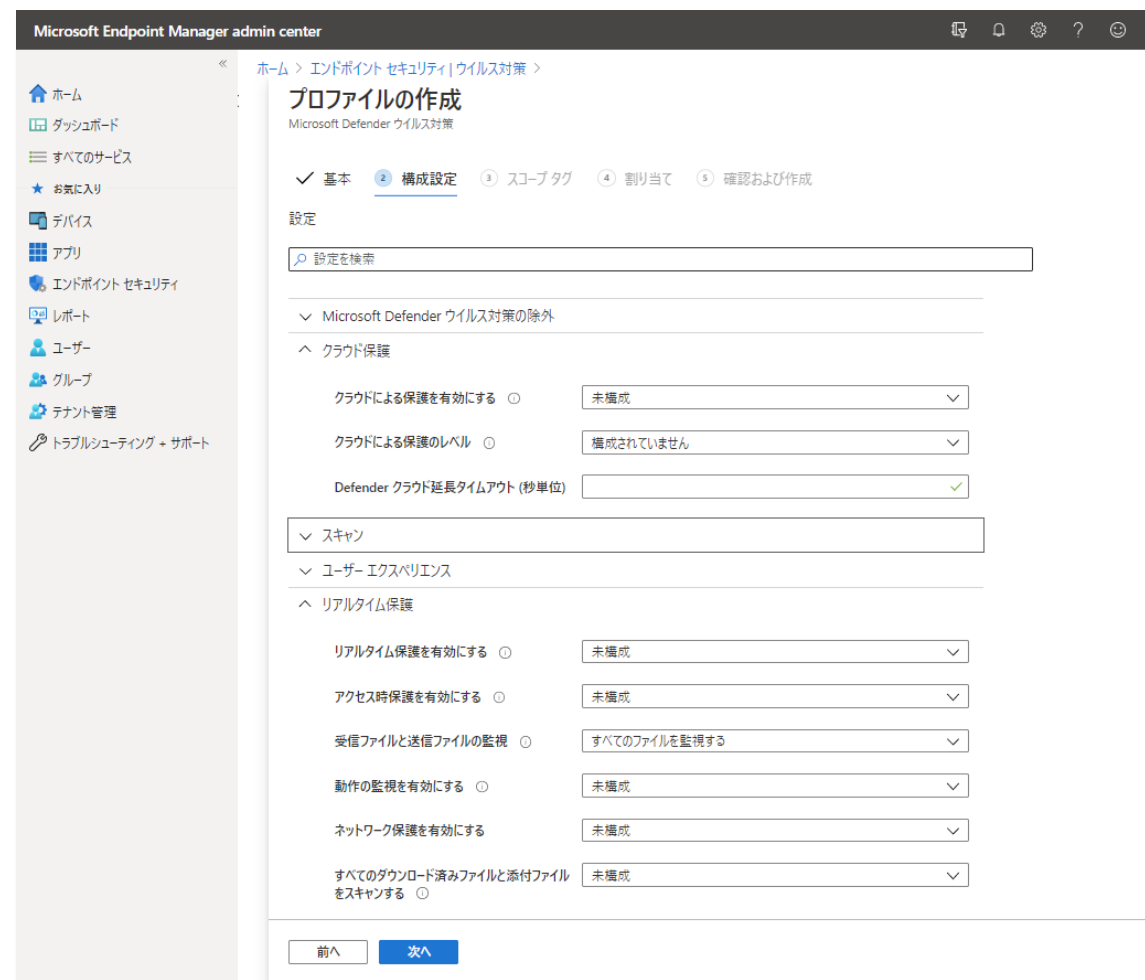 Microsoft Endpoint Manager admin center
«
ホーム > エンドポイント セキュリティ | ウイルス対策 >
ホーム
ダッシュボード
すべてのサービス
お気に入り
デバイス
アプリ
エンドポイント セキュリティ
レポート
ユーザー
グループ
テナント管理
トラブルシューティング + サポート
プロファイルの作成
Microsoft Defender ウイルス対策
基本 2 構成設定 3 スコープ タグ 4 割り当て 5 確認および作成
設定
設定を検索
Microsoft Defender ウイルス対策の除外
クラウド保護
クラウドによる保護を有効にする 未構成
クラウドによる保護のレベル 構成されていません
Defender クラウド延長タイムアウト (秒単位)
スキャン
ユーザー エクスペリエンス
リアルタイム保護
リアルタイム保護を有効にする 未構成
アクセス時保護を有効にする 未構成
受信ファイルと送信ファイルの監視 すべてのファイルを監視する
動作の監視を有効にする 未構成
ネットワーク保護を有効にする 未構成
すべてのダウンロード済みファイルと添付ファイル 未構成
をスキャンする
前へ 次へ